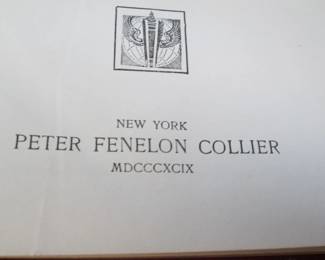 NEW YORK
PETER FENELON COLLIER
MDCCCXCIX